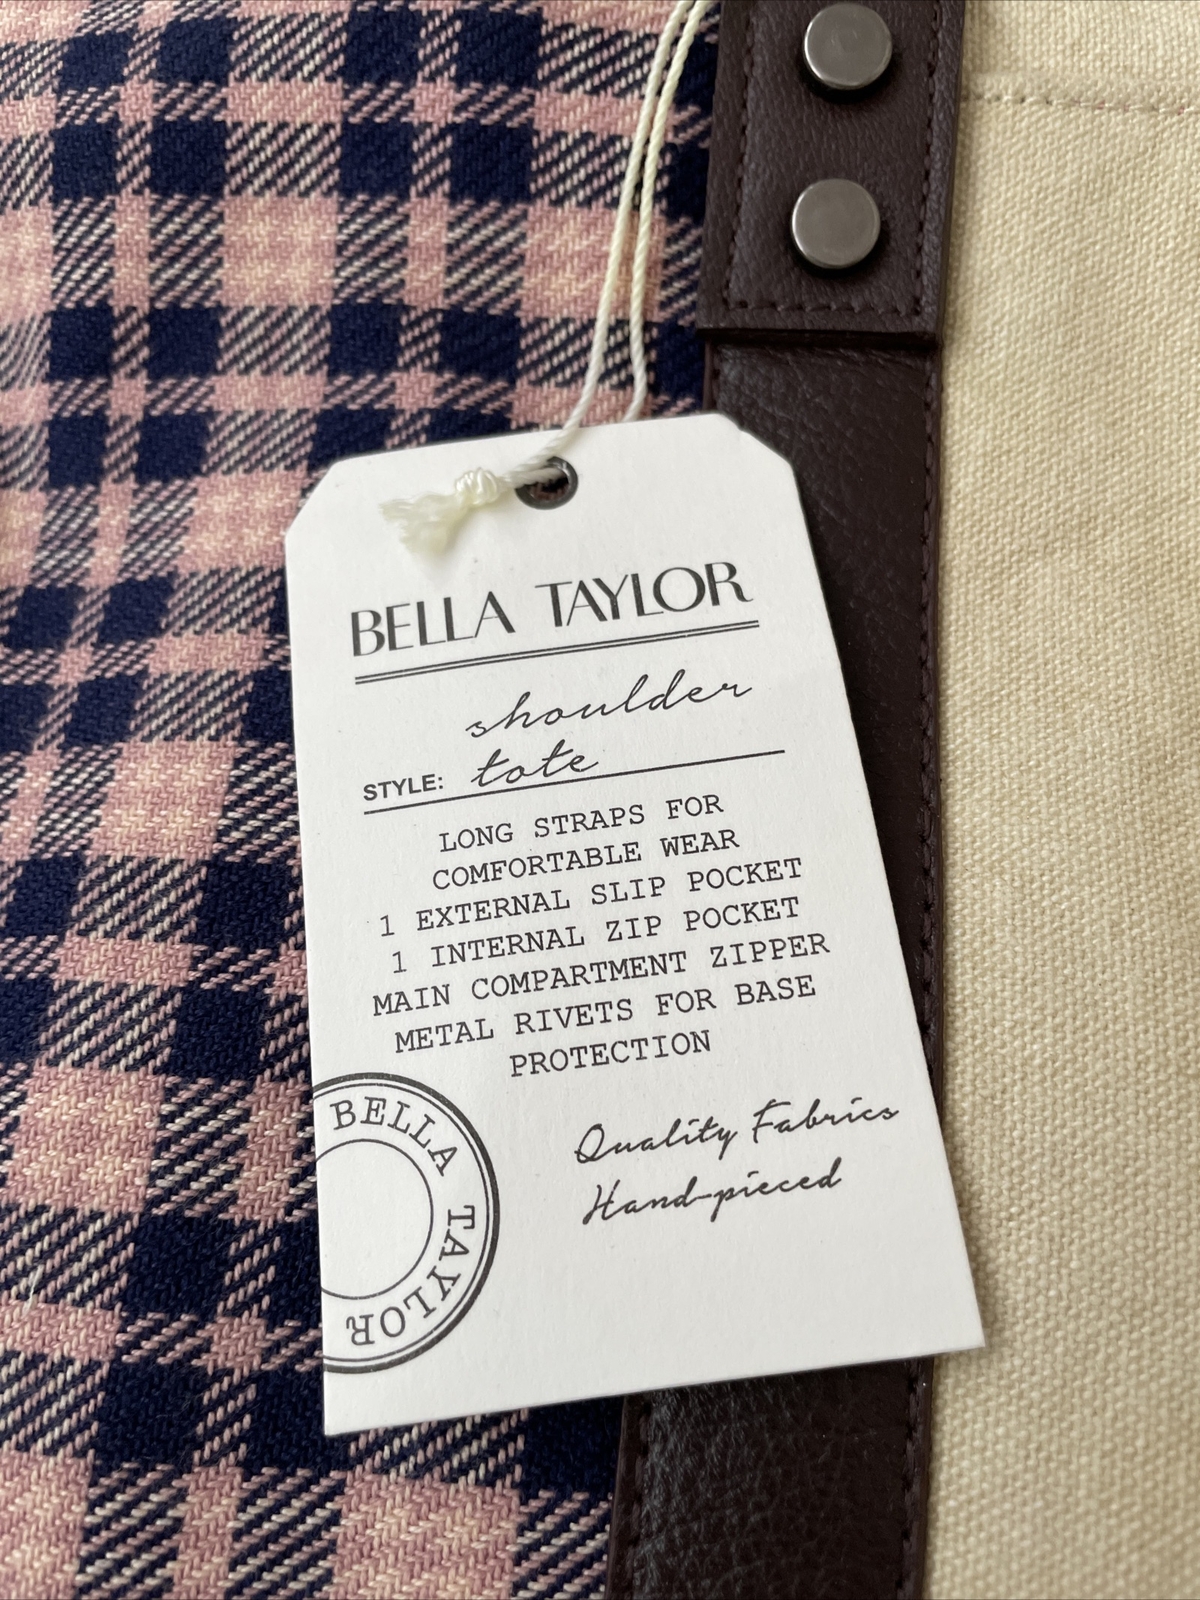 BELLA TAYLOR
shoulder
STYLE: tote
LONG STRAPS FOR
COMFORTABLE WEAR
1 EXTERNAL SLIP POCKET
1 INTERNAL ZIP POCKET
MAIN COMPARTMENT ZIPPER
METAL RIVETS FOR BASE
PROTECTION
BELLA TAYLOR
Quality Fabrics
Hand-pieced